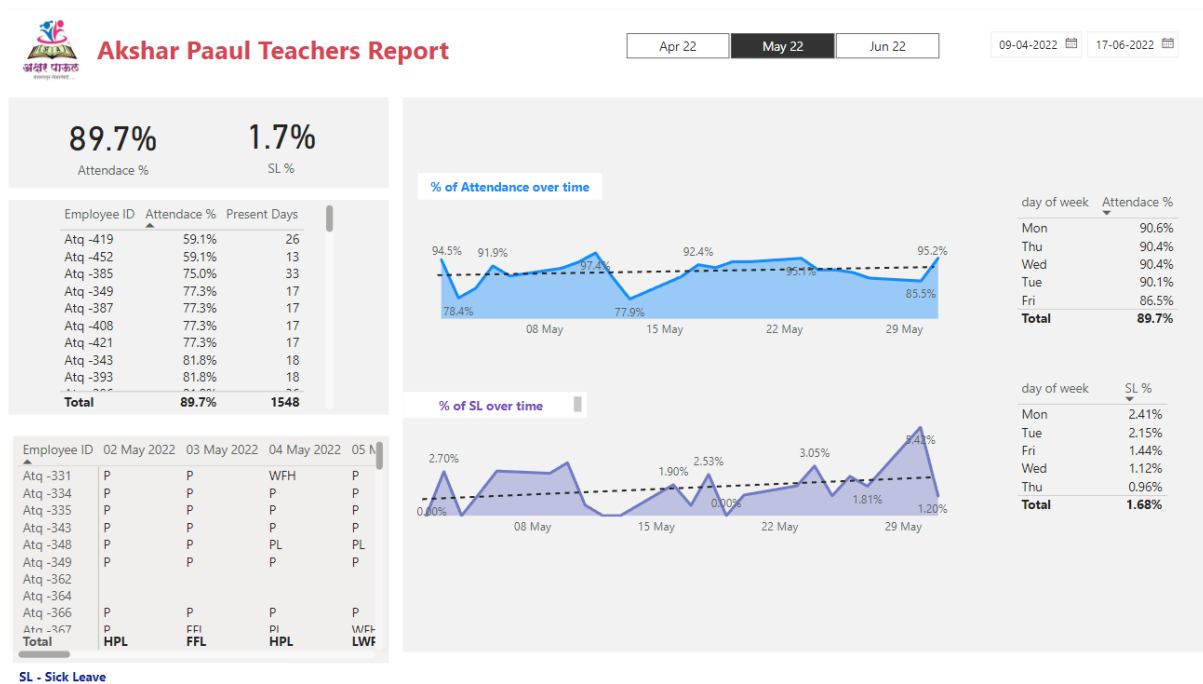 अक्षर पाऊल
Akshar Paaul Teachers Report
Apr 22 May 22 Jun 22
09-04-2022 17-06-2022
89.7% 1.7%
Attendace % SL %
Employee ID Attendace % Present Days
Atq -419 59.1% 26
Atq -452 59.1% 13
Atq -385 75.0% 33
Atq -349 77.3% 17
Atq -387 77.3% 17
Atq -408 77.3% 17
Atq -421 77.3% 17
Atq -343 81.8% 18
Atq -393 81.8% 18
Total 89.7% 1548
Employee ID 02 May 2022 03 May 2022 04 May 2022 05 M
Atq -331 P P WFH P
Atq -334 P P P P
Atq -335 P P P P
Atq -343 P P P P
Atq -348 P P PL PL
Atq -349 P P P P
Atq -362
Atq -364
Atq -366 P P P P
Atq -367 P FFL PL WFH
Total HPL FFL HPL LWP
SL - Sick Leave
% of Attendance over time
94.5% 91.9% 97.4% 92.4% 95.1% 95.2%
78.4% 77.9% 85.5%
08 May 15 May 22 May 29 May
% of SL over time
2.70% 1.90% 2.53% 3.05% 5.42%
0.00% 0.00% 1.81% 1.20%
08 May 15 May 22 May 29 May
day of week Attendace %
Mon 90.6%
Thu 90.4%
Wed 90.4%
Tue 90.1%
Fri 86.5%
Total 89.7%
day of week SL %
Mon 2.41%
Tue 2.15%
Fri 1.44%
Wed 1.12%
Thu 0.96%
Total 1.68%